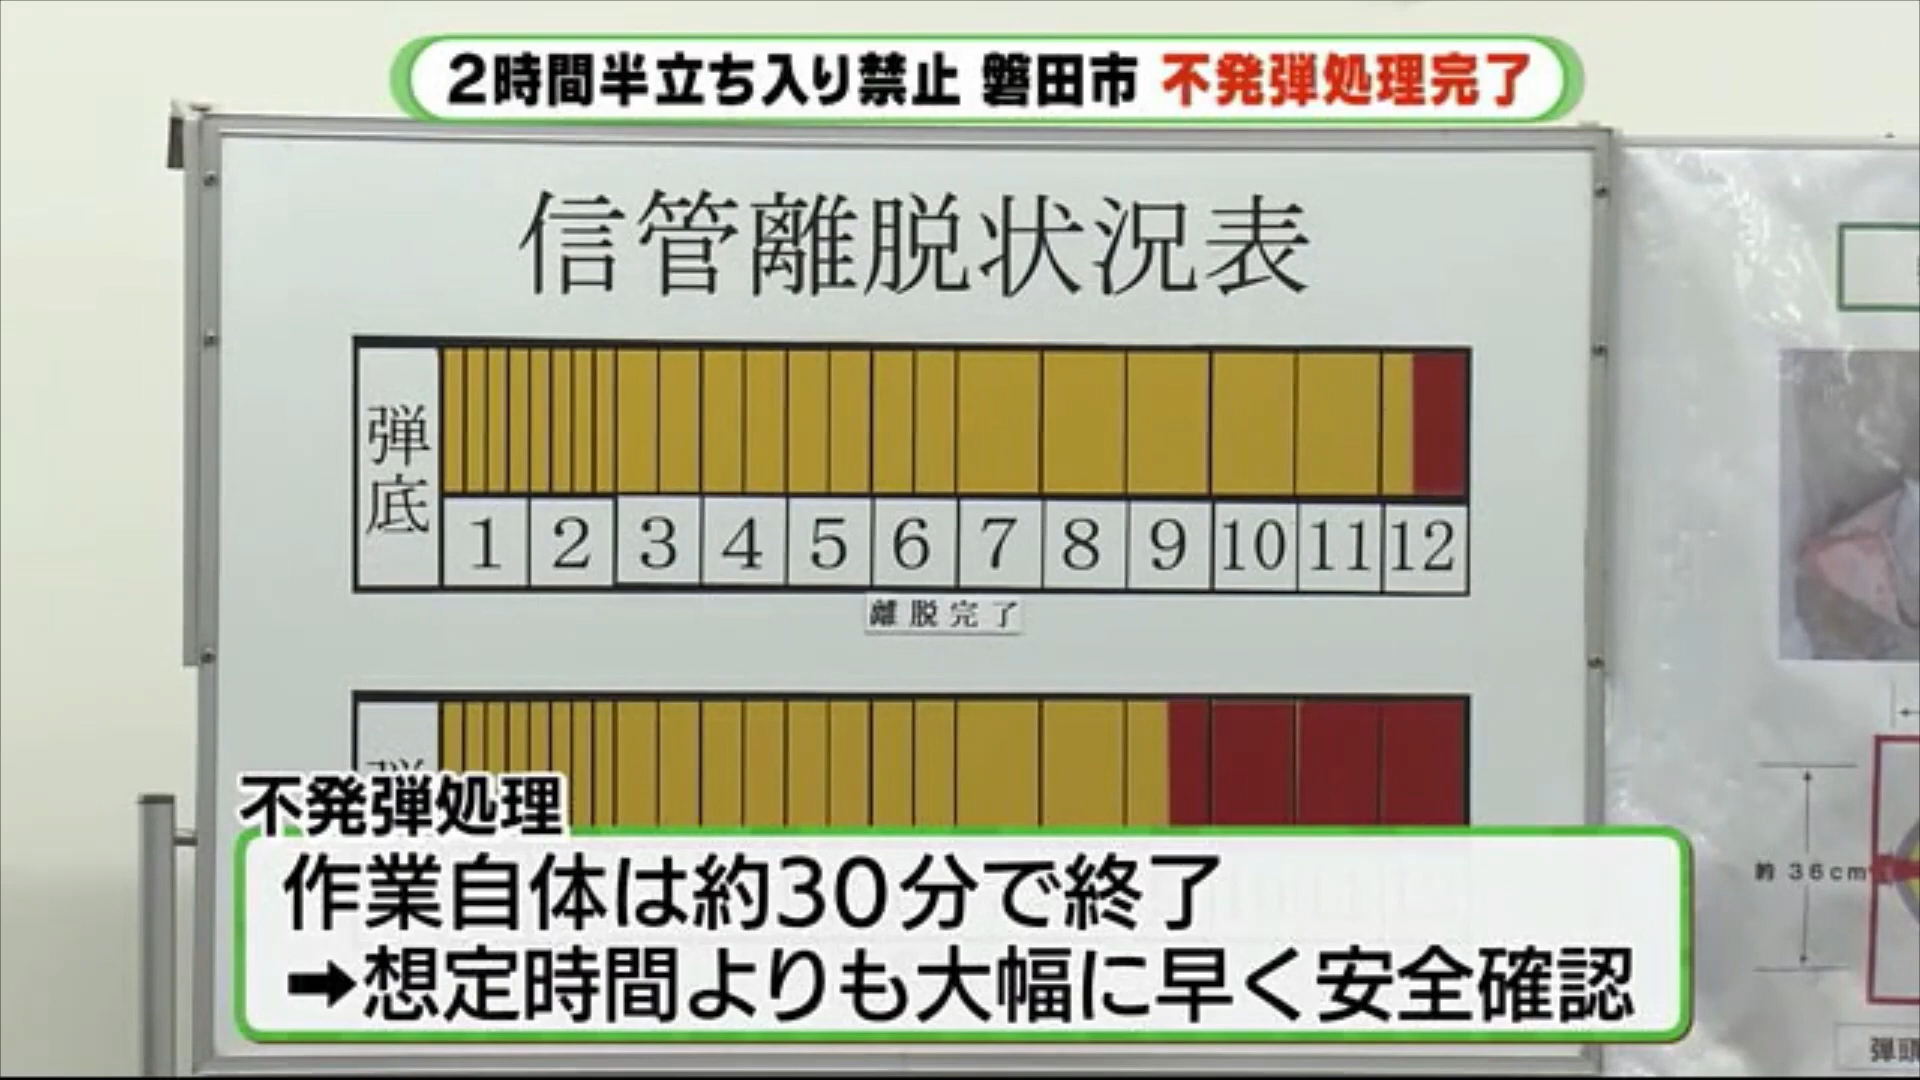 2時間半立ち入り禁止 磐田市 不発弾処理完了
信管離脱状況表
弾底
1 2 3 4 5 6 7 8 9 10 11 12
離脱完了
不発弾処理
作業自体は約30分で終了
➡想定時間よりも大幅に早く安全確認
約 36cm
弾頭